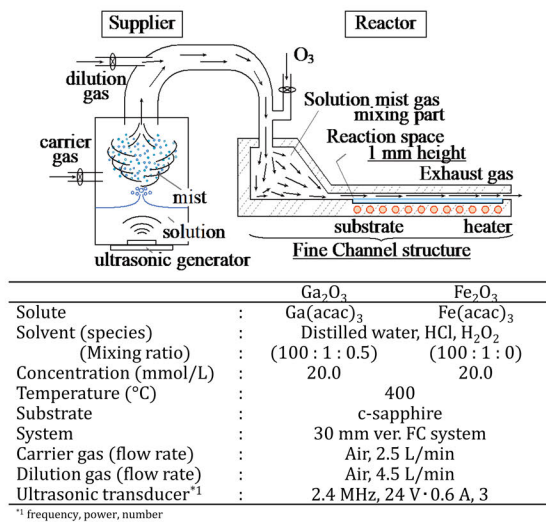 Supplier
Reactor
O₃
dilution
gas
Solution mist gas
mixing part
carrier
gas
Reaction space
1 mm height
Exhaust gas
mist
solution
substrate
heater
ultrasonic generator
Fine Channel structure
Ga₂O₃ Fe₂O₃
Solute : Ga(acac)₃ Fe(acac)₃
Solvent (species) : Distilled water, HCl, H₂O₂
(Mixing ratio) : (100 : 1 : 0.5) (100 : 1 : 0)
Concentration (mmol/L) : 20.0 20.0
Temperature (°C) : 400
Substrate : c-sapphire
System : 30 mm ver. FC system
Carrier gas (flow rate) : Air, 2.5 L/min
Dilution gas (flow rate) : Air, 4.5 L/min
Ultrasonic transducer*1 : 2.4 MHz, 24 V·0.6 A, 3
*1 frequency, power, number